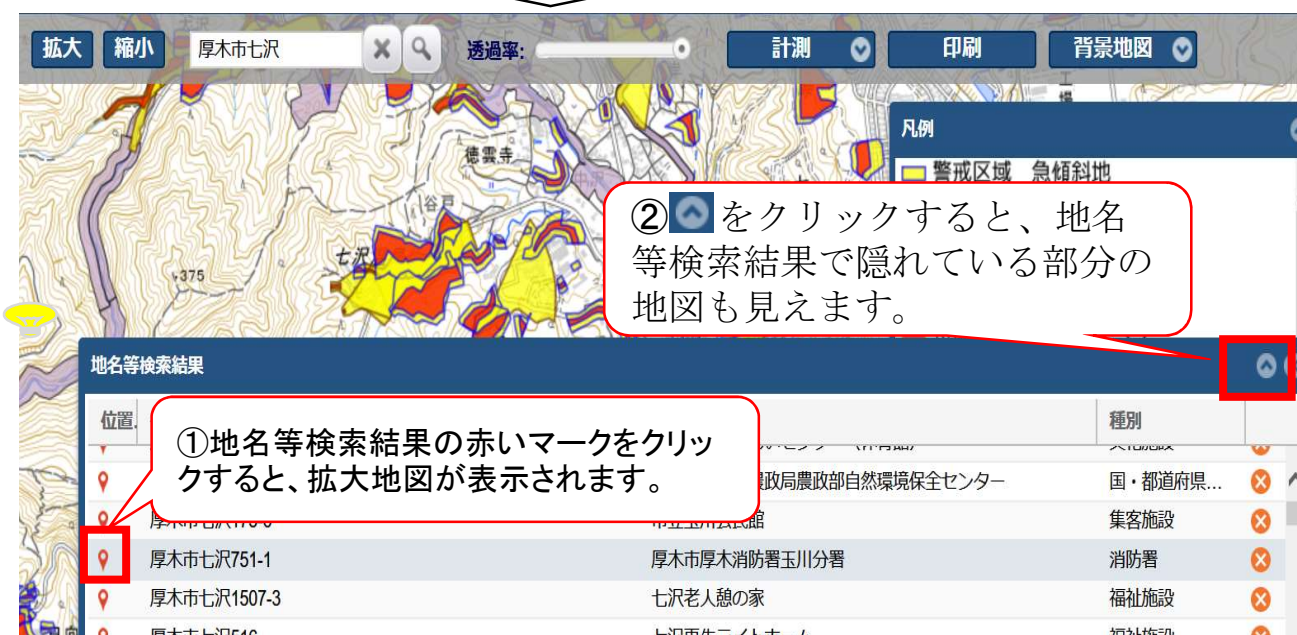 拡大 縮小 厚木市七沢 透過率: 計測 印刷 背景地図
工場
凡例
警戒区域 急傾斜地
徳雲寺
谷戸
七沢
375
②をクリックすると、地名
等検索結果で隠れている部分の
地図も見えます。
地名等検索結果
位置. 種別
①地名等検索結果の赤いマークをクリッ
クすると、拡大地図が表示されます。
農政部自然環境保全センター 国・都道府県...
集客施設
厚木市七沢751-1 厚木市厚木消防署玉川分署 消防署
厚木市七沢1507-3 七沢老人憩の家 福祉施設